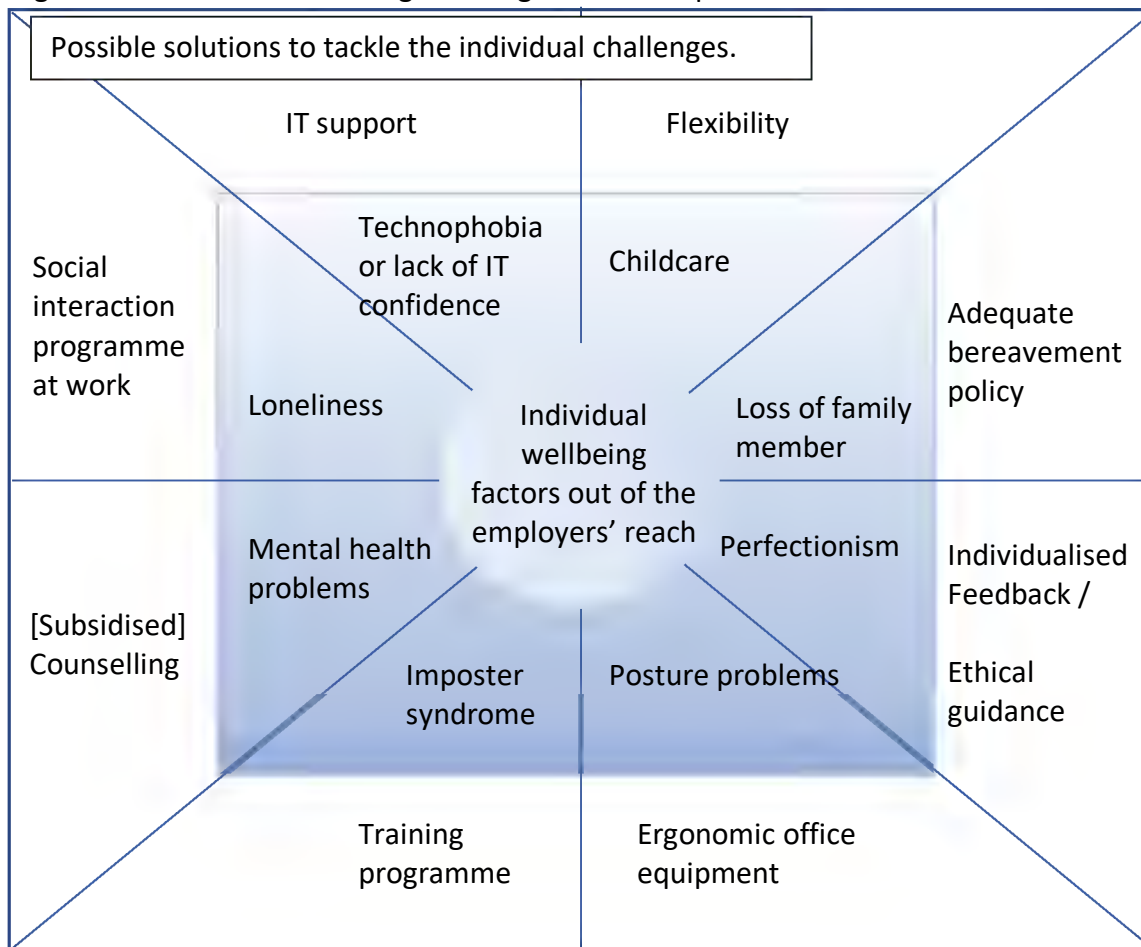 Possible solutions to tackle the individual challenges.
IT support
Flexibility
Technophobia
or lack of IT
confidence
Childcare
Social
interaction
programme
at work
Adequate
bereavement
policy
Loneliness
Loss of family
member
Individual
wellbeing
factors out of the
employers’ reach
Mental health
problems
Perfectionism
Individualised
Feedback /
Ethical
guidance
[Subsidised]
Counselling
Imposter
syndrome
Posture problems
Training
programme
Ergonomic office
equipment